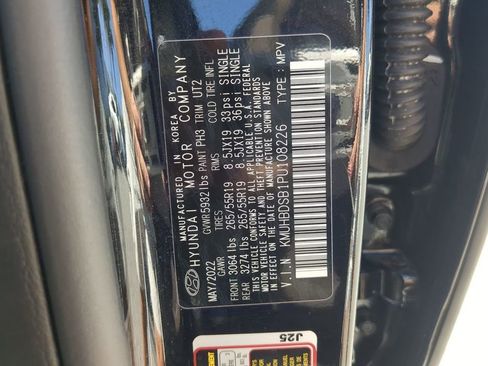 MANUFACTURED IN KOREA BY
HYUNDAI MOTOR COMPANY
MAY/2022 GVWR 5932 lbs PAINT PH3 TRIM UT2
GAWR TIRES RIMS COLD TIRE INFL
FRONT 3064 lbs 265/55R19 8.5JX19 33psi SINGLE
REAR 3274 lbs 265/55R19 8.5JX19 36psi SINGLE
THIS VEHICLE CONFORMS TO ALL APPLICABLE U.S.A. FEDERAL
MOTOR VEHICLE SAFETY AND THEFT PREVENTION STANDARDS
IN EFFECT ON THE DATE OF MANUFACTURE SHOWN ABOVE
V.I.N KMUHBDSB1PU108226 TYPE : MPV
J25